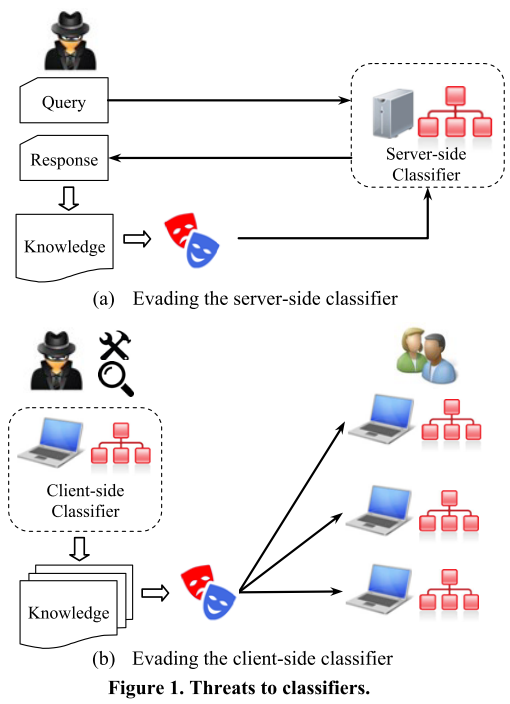 Query
Response
Server-side
Classifier
Knowledge
(a) Evading the server-side classifier
Client-side
Classifier
Knowledge
(b) Evading the client-side classifier
Figure 1. Threats to classifiers.